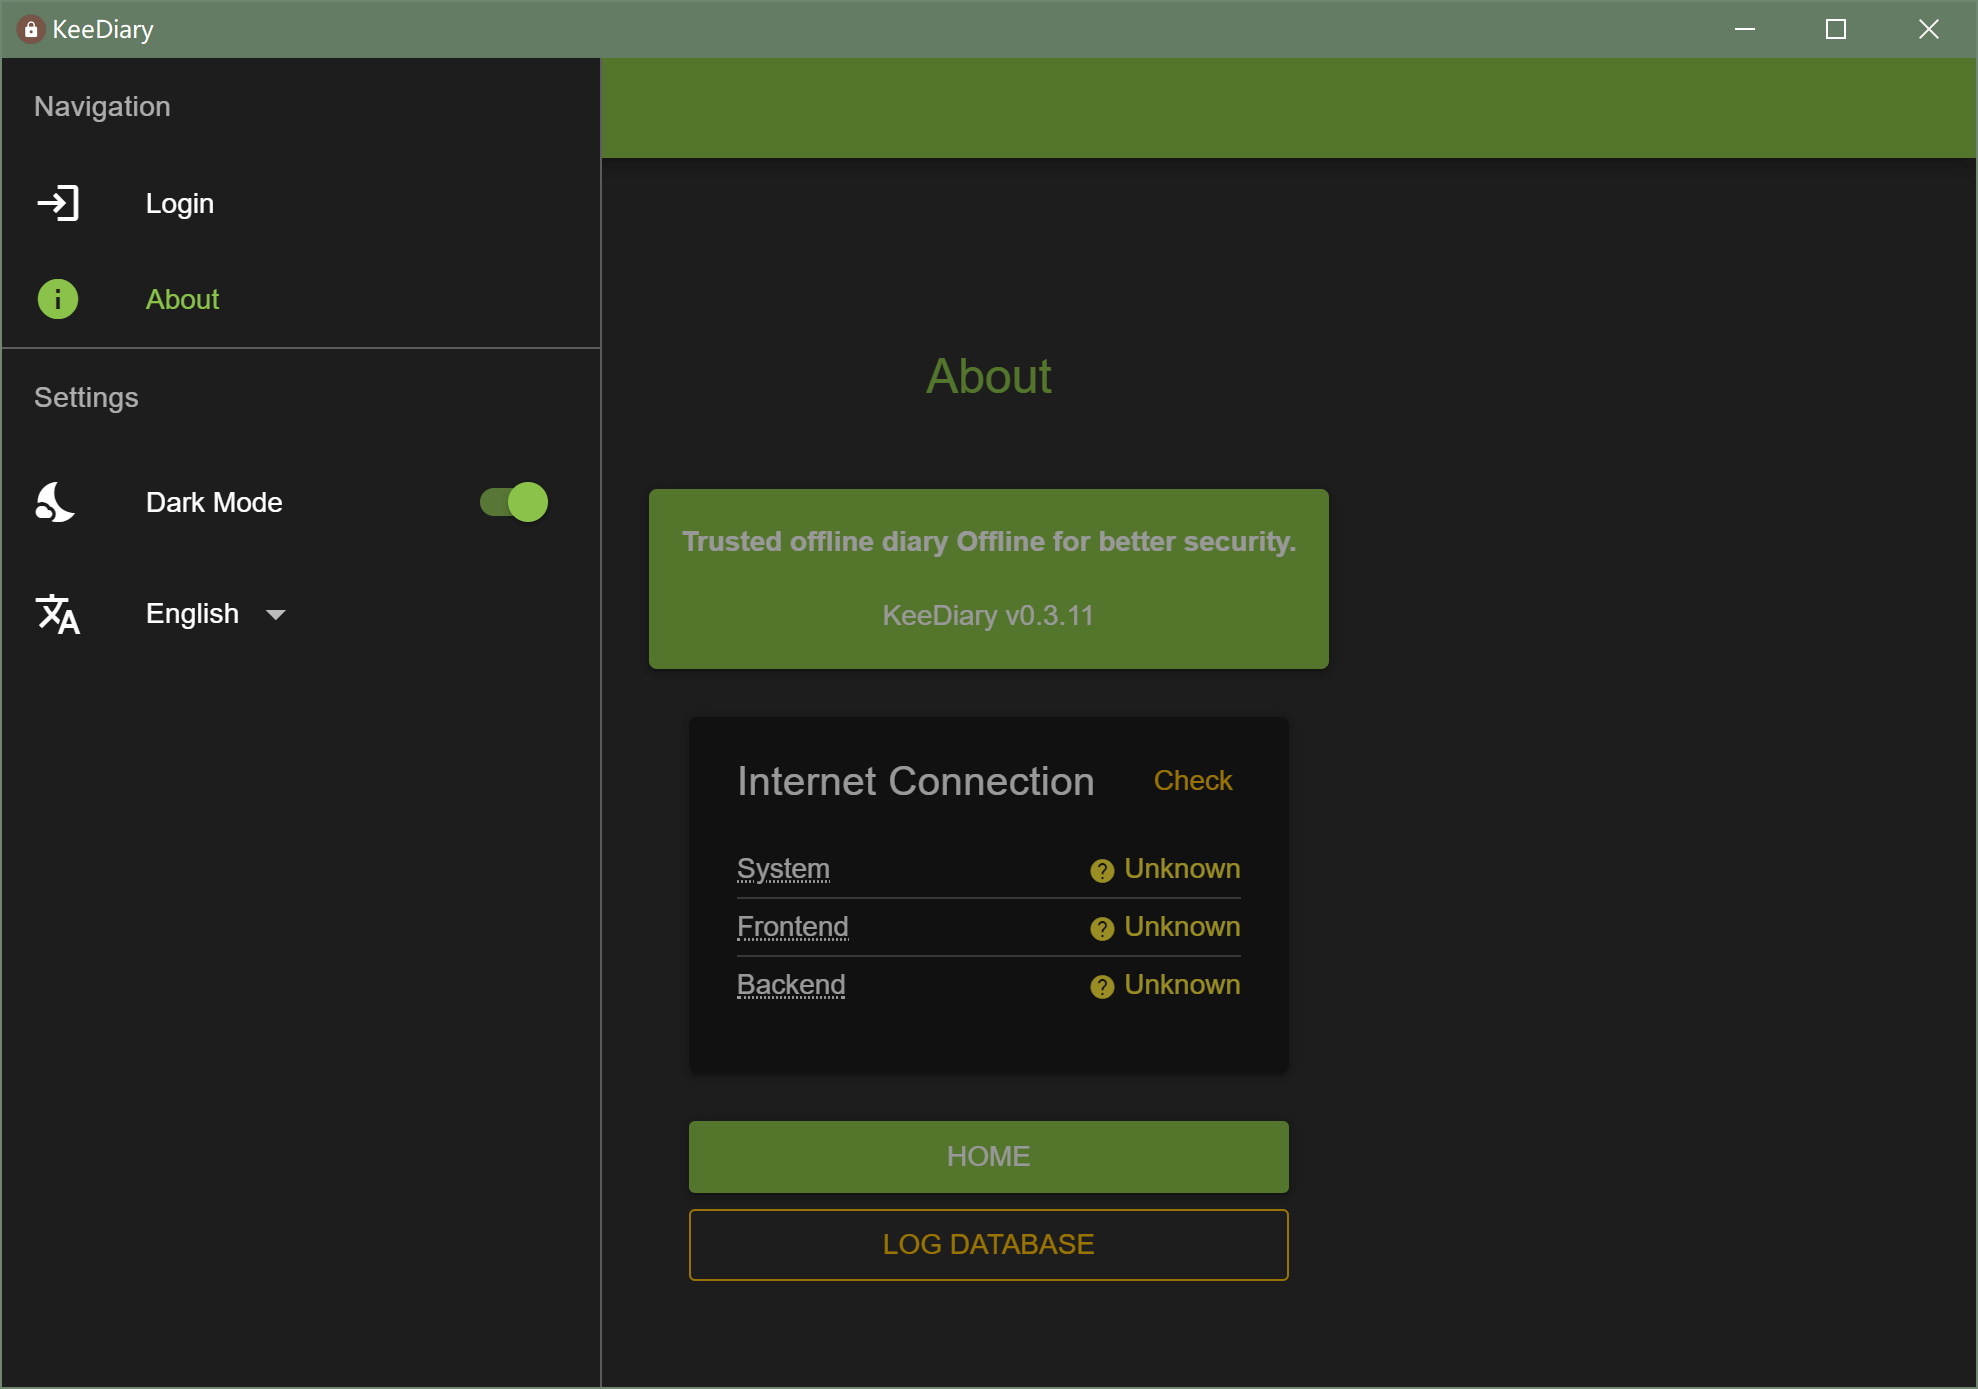 KeeDiary
Navigation
Login
About
Settings
Dark Mode
English
About
Trusted offline diary Offline for better security.
KeeDiary v0.3.11
Internet Connection Check
System Unknown
Frontend Unknown
Backend Unknown
HOME
LOG DATABASE